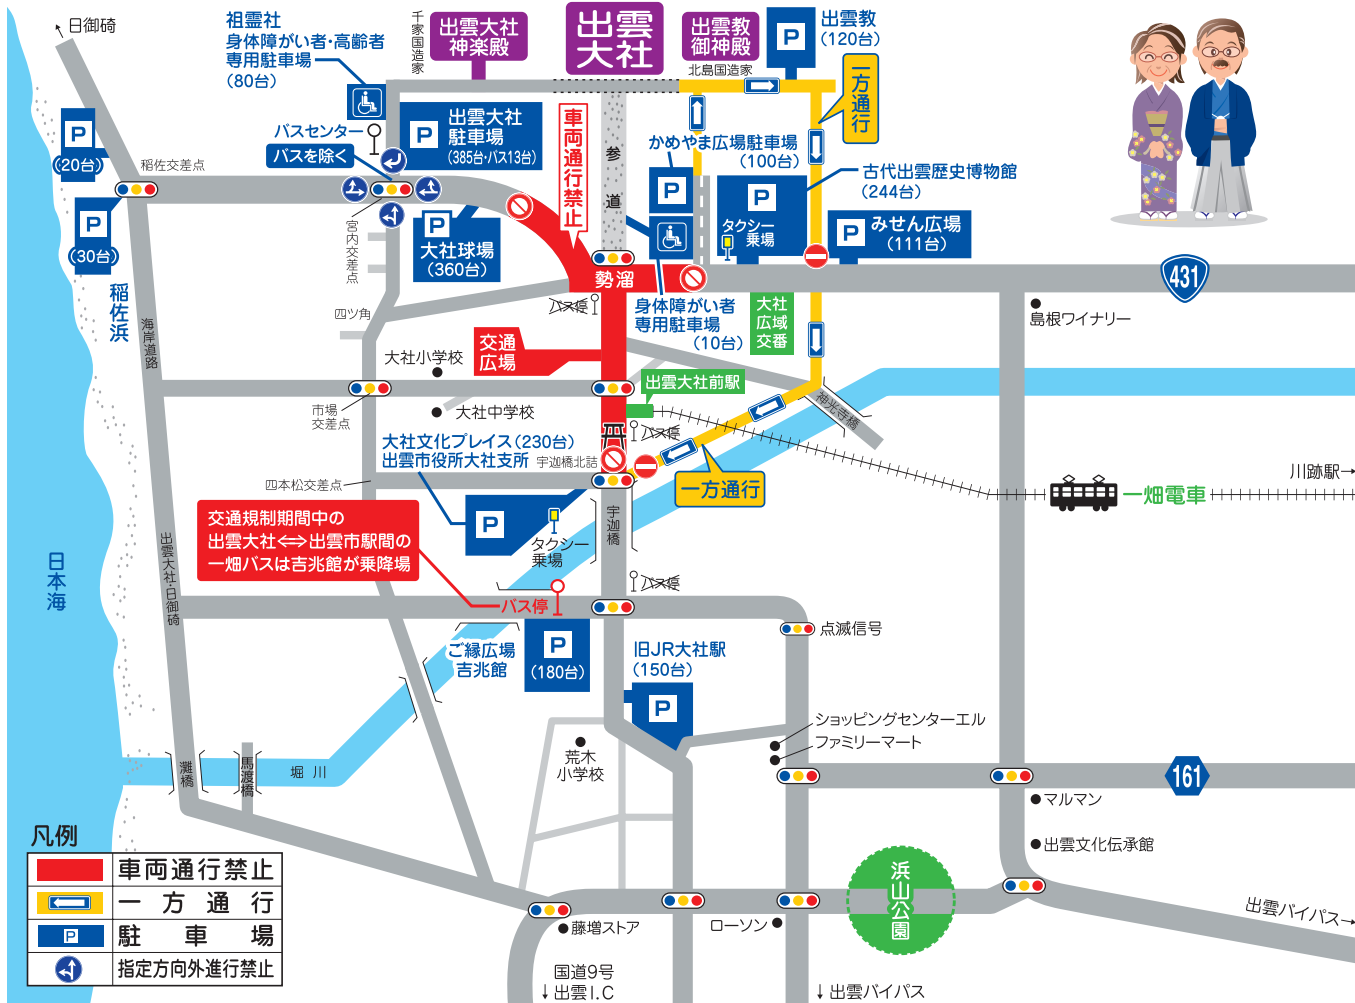 日御碕
祖霊社
身体障がい者・高齢者
専用駐車場
(80台)
千家国造家
出雲大社
神楽殿
出雲
大社
出雲教
御神殿
北島国造家
P
出雲教
(120台)
一方通行
バスセンター
バスを除く
P
出雲大社
駐車場
(385台・バス13台)
車両通行禁止
参道
かめやま広場駐車場
(100台)
P
古代出雲歴史博物館
(244台)
P
タクシー
乗場
P
みせん広場
(111台)
P
(20台)
稲佐交差点
P
(30台)
稲佐浜
宮内交差点
P
大社球場
(360台)
勢溜
バス停
身体障がい者
専用駐車場
(10台)
大社
広域
交番
431
島根ワイナリー
四ツ角
海岸道路
大社小学校
交通
広場
出雲大社前駅
市場
交差点
大社中学校
バス停
神光寺橋
大社文化プレイス(230台)
出雲市役所大社支所
宇迦橋北詰
四本松交差点
一方通行
川跡駅→
一畑電車
交通規制期間中の
出雲大社⟺出雲市駅間の
一畑バスは吉兆館が乗降場
P
タクシー
乗場
宇迦橋
出雲大社・日御碕
日本海
バス停
バス停
点滅信号
ご縁広場
吉兆館
P
(180台)
旧JR大社駅
(150台)
P
ショッピングセンターエル
ファミリーマート
荒木
小学校
灘橋
馬渡橋
堀川
161
マルマン
出雲文化伝承館
浜山公園
凡例
車両通行禁止
一方通行
P
駐車場
指定方向外進行禁止
藤増ストア
ローソン
出雲バイパス→
国道9号
↓出雲I.C
↓出雲バイパス